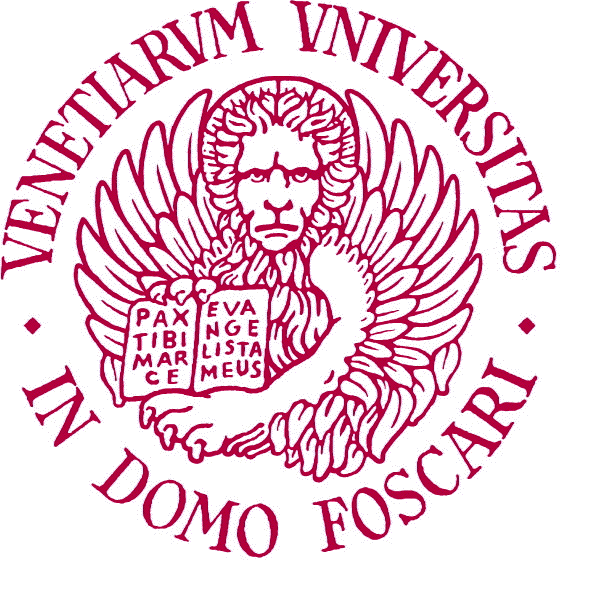 VENETIARVM VNIVERSITAS
IN DOMO FOSCARI
PAX
TIBI
MAR
CE
EVA
NGE
LISTA
MEUS